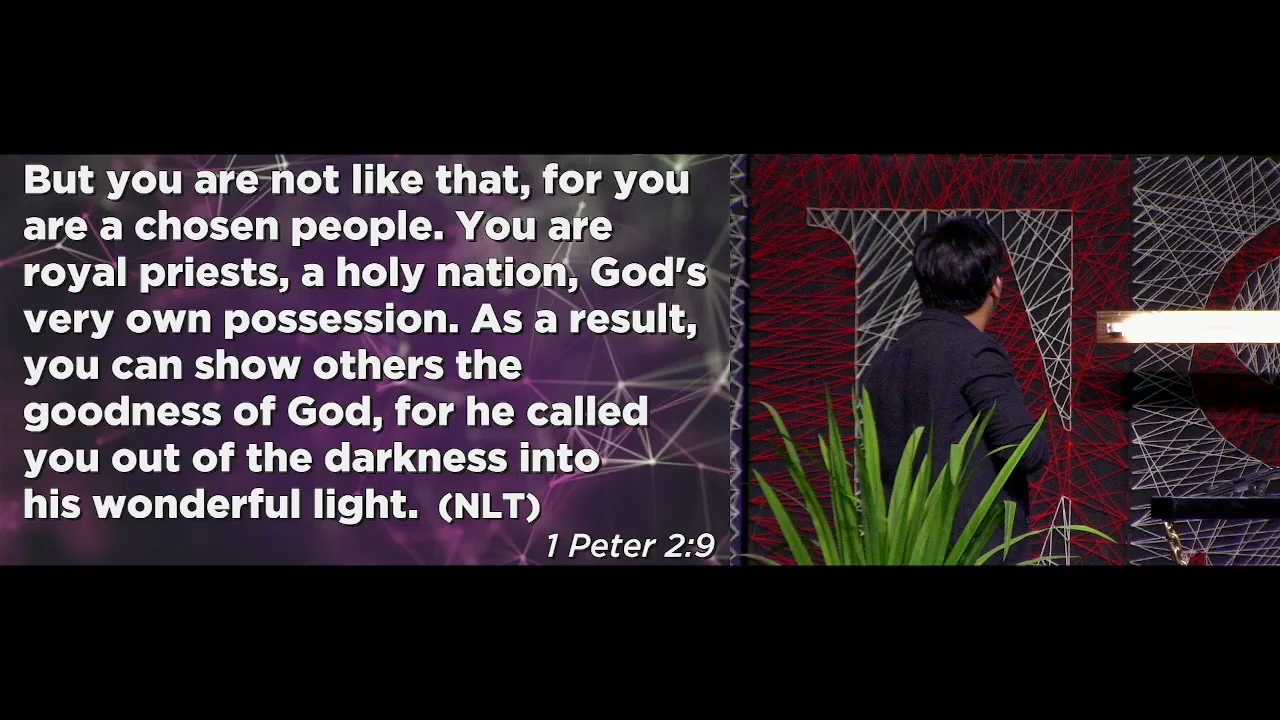 But you are not like that, for you
are a chosen people. You are
royal priests, a holy nation, God's
very own possession. As a result,
you can show others the
goodness of God, for he called
you out of the darkness into
his wonderful light. (NLT)
1 Peter 2:9